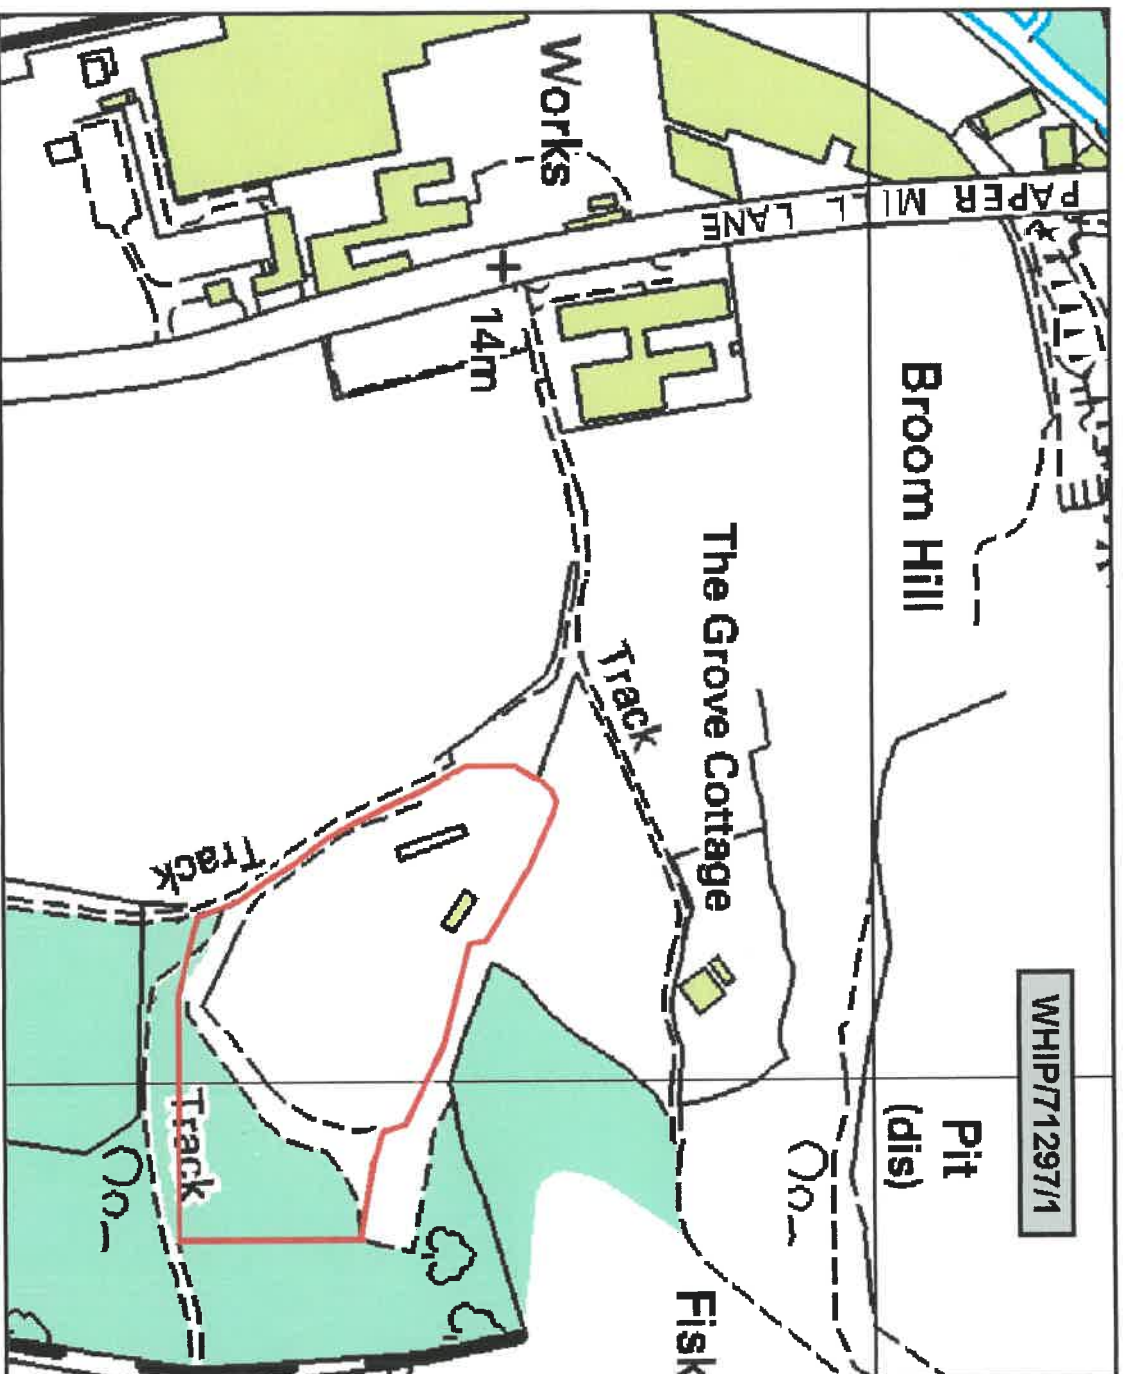 Works
PAPER MILL LANE
14m
Broom Hill
The Grove Cottage
Track
Track
Track
WHIP/71297/1
Pit
(dis)
Fisk